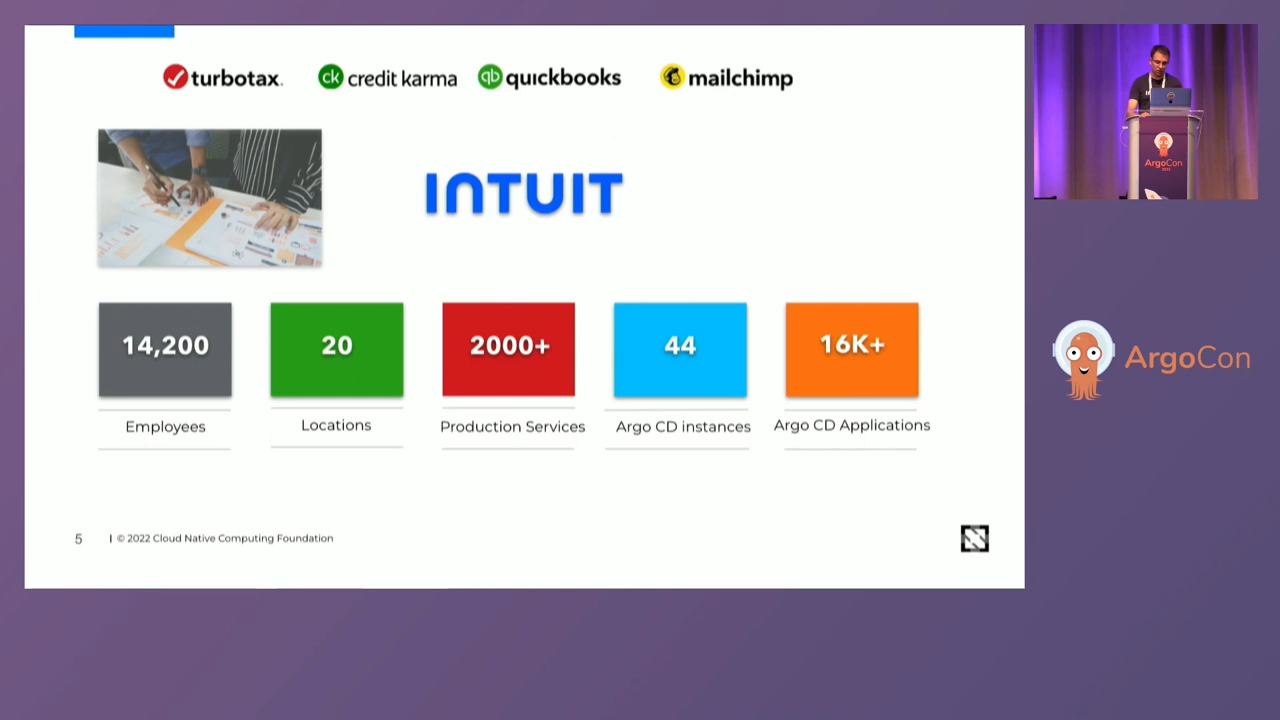 turbotax.
credit karma
quickbooks
mailchimp
INTUIT
14,200
20
2000+
44
16K+
Employees
Locations
Production Services
Argo CD instances
Argo CD Applications
5
© 2022 Cloud Native Computing Foundation
ArgoCon
ArgoCon